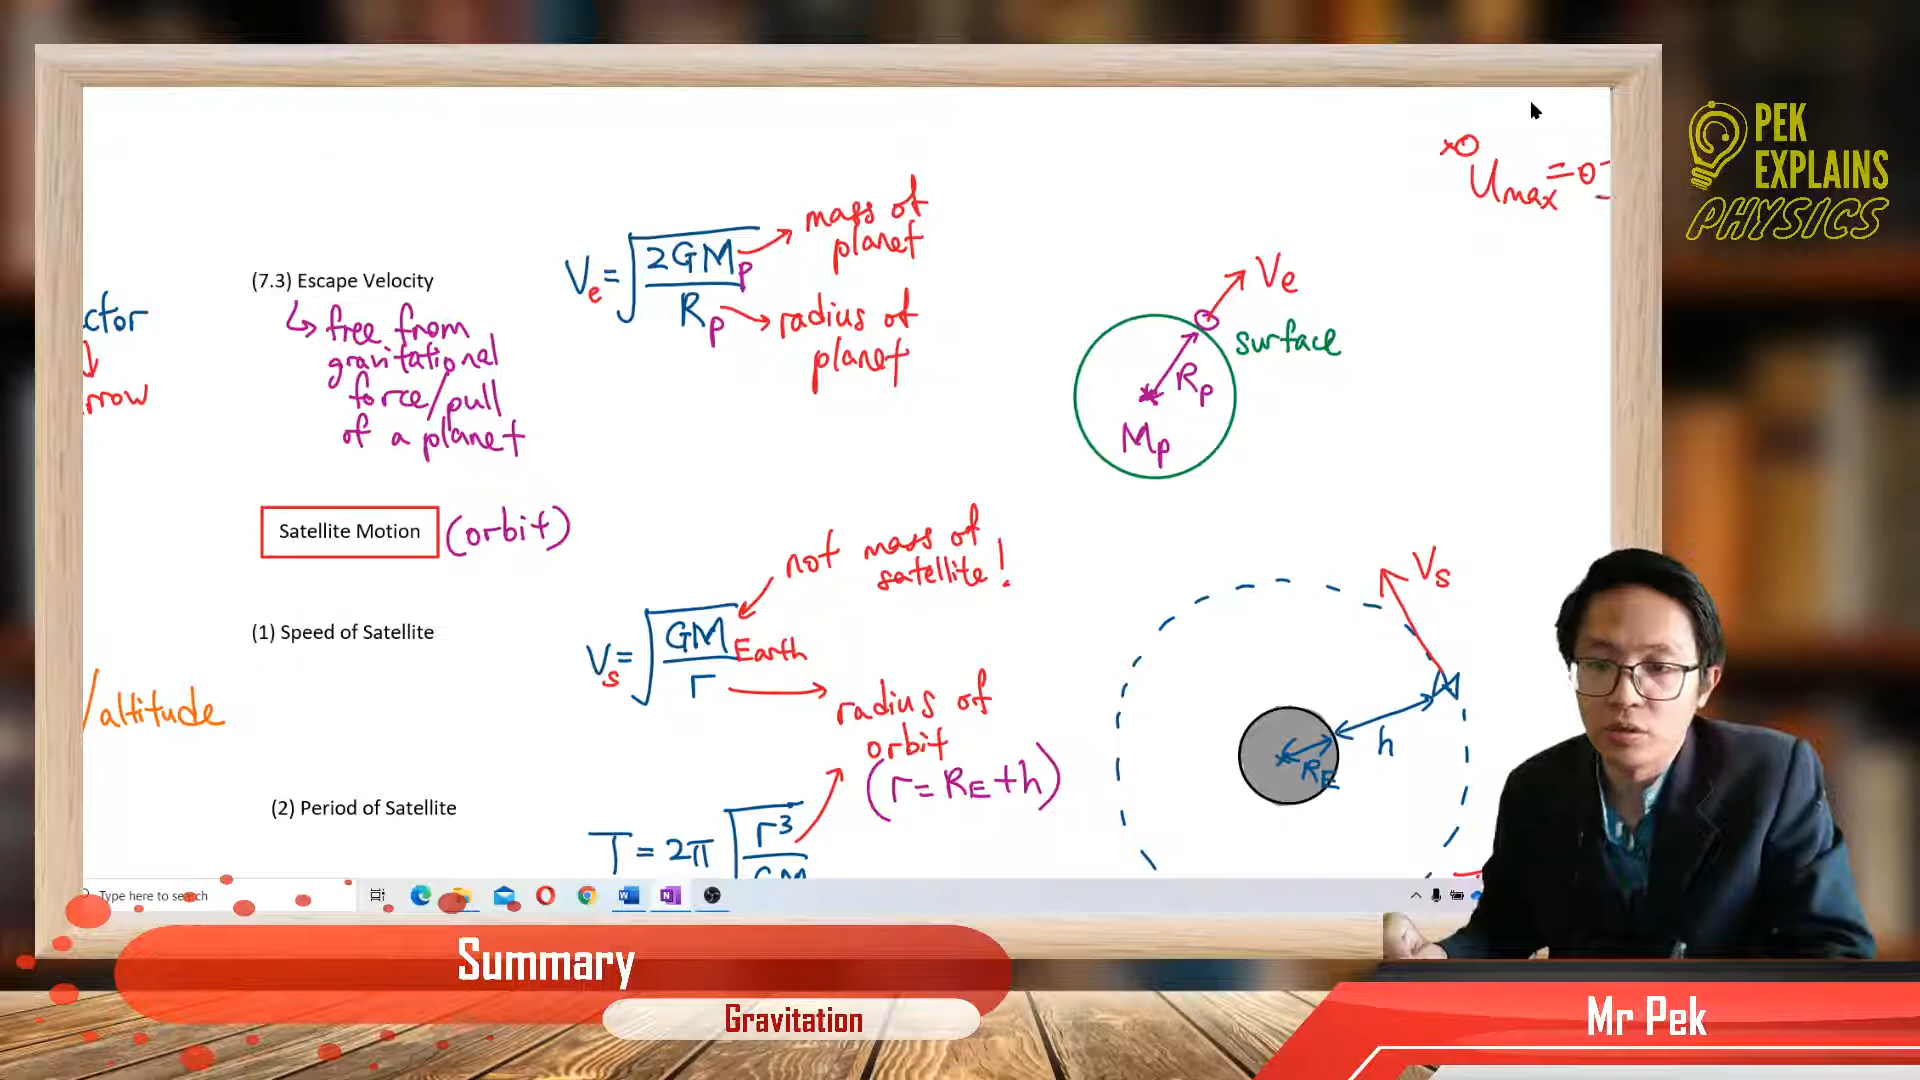 PEK
EXPLAINS
PHYSICS
×
Umax = 0
mass of
planet
(7.3) Escape Velocity
Ve = √2GMp
Rp
radius of
planet
↳ free from
gravitational
force/pull
of a planet
ctor
↓
rrow
Ve
surface
Rp
Mp
Satellite Motion (orbit)
not mass of
satellite!
(1) Speed of Satellite
Vs = √GM Earth
r
radius of
orbit
(r = RE + h)
/altitude
Vs
h
RE
(2) Period of Satellite
T = 2π √r³
GM
Type here to search
Summary
Gravitation
Mr Pek